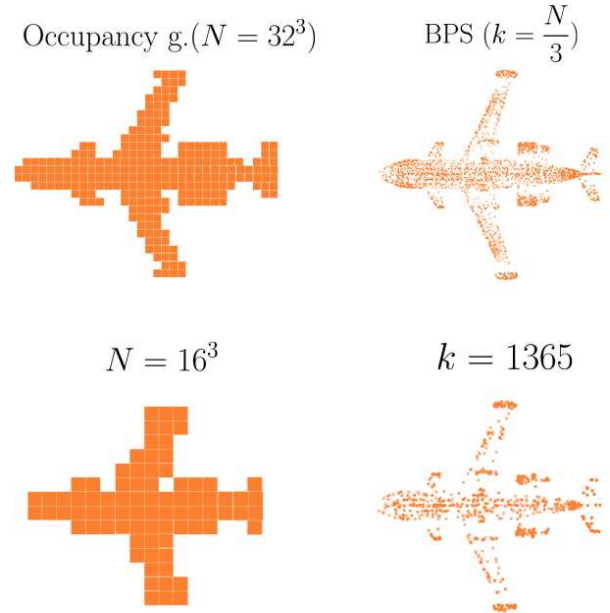 Occupancy g.(N = 32³)
BPS (k = N/3)
N = 16³
k = 1365